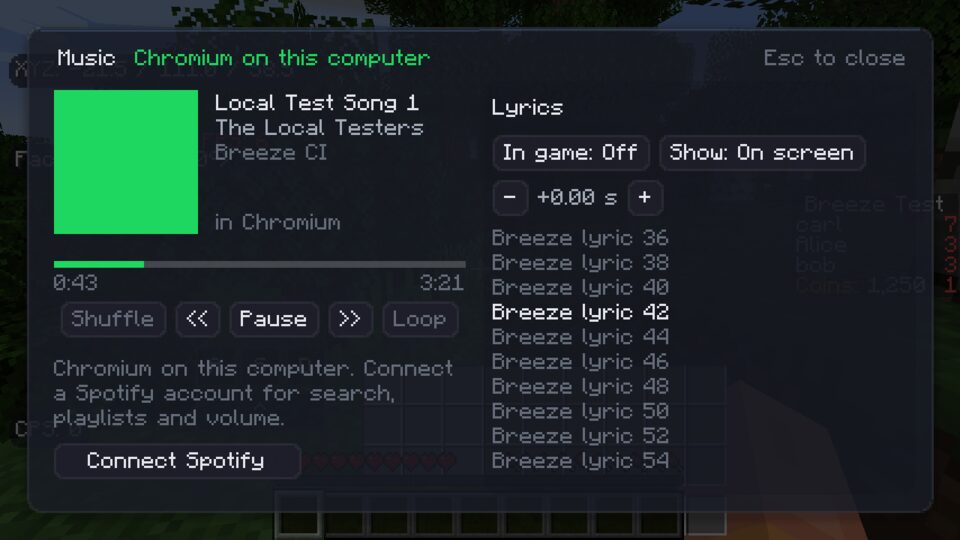 Music Chromium on this computer
Esc to close
Local Test Song 1
The Local Testers
Breeze CI
in Chromium
0:43
3:21
Shuffle
<<
Pause
>>
Loop
Chromium on this computer. Connect
a Spotify account for search,
playlists and volume.
Connect Spotify
Lyrics
In game: Off
Show: On screen
- +0.00 s +
Breeze lyric 36
Breeze lyric 38
Breeze lyric 40
Breeze lyric 42
Breeze lyric 44
Breeze lyric 46
Breeze lyric 48
Breeze lyric 50
Breeze lyric 52
Breeze lyric 54
Breeze Test
carl
Alice
bob
Coins: 1,250